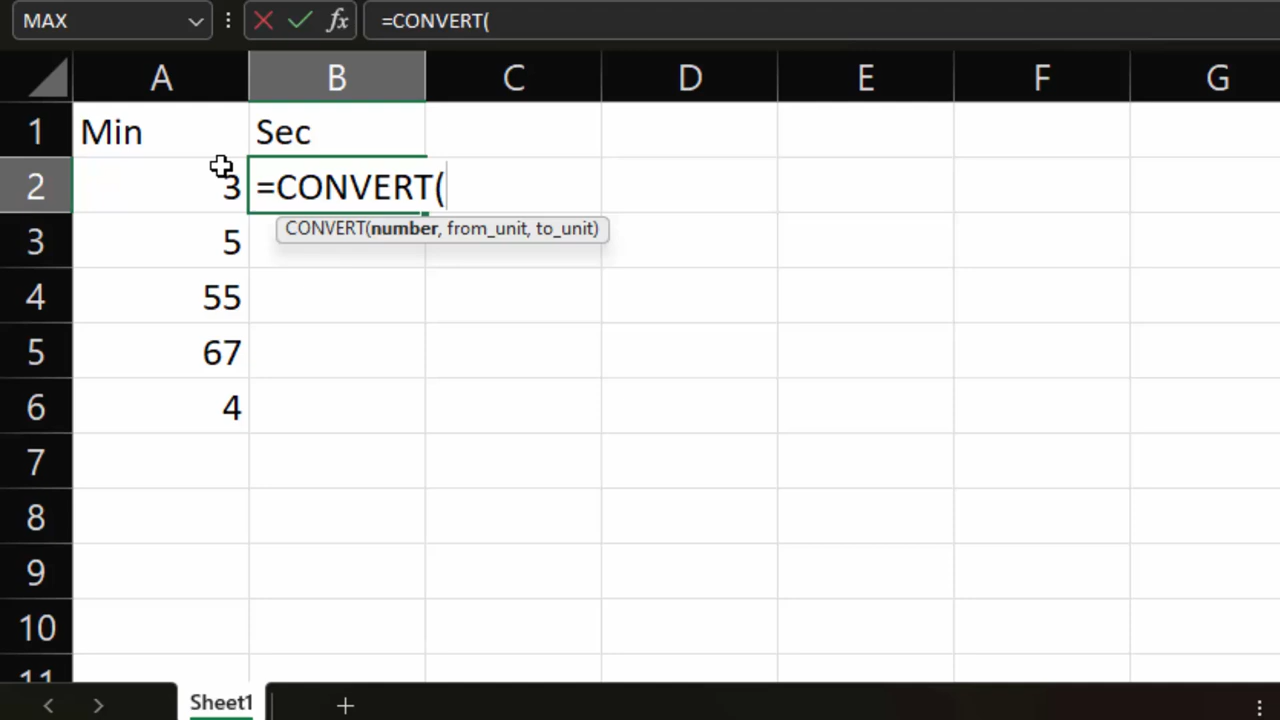 MAX fx =CONVERT(
A B C D E F G
1 Min Sec
2 3 =CONVERT(
CONVERT(number, from_unit, to_unit)
3 5
4 55
5 67
6 4
7
8
9
10
11
Sheet1